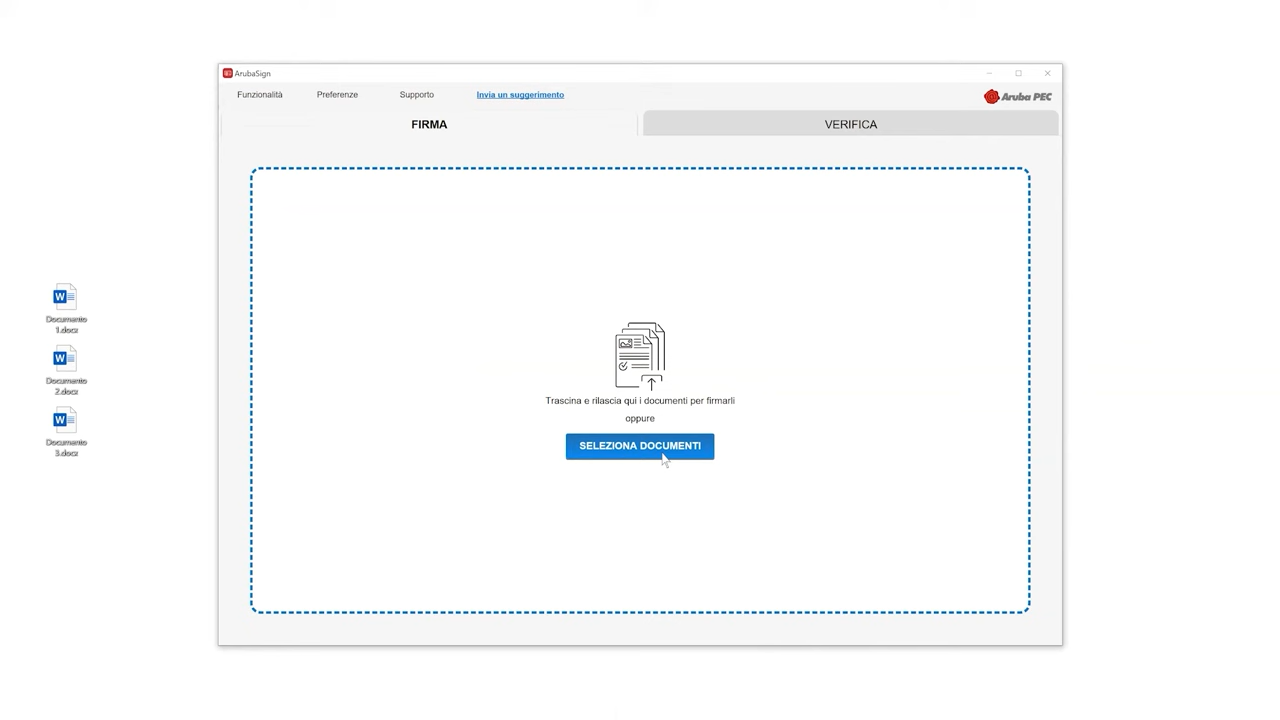 ArubaSign
Funzionalità Preferenze Supporto Invia un suggerimento
Aruba PEC
FIRMA VERIFICA
Documento
1.docx
Documento
2.docx
Documento
3.docx
Trascina e rilascia qui i documenti per firmarli
oppure
SELEZIONA DOCUMENTI